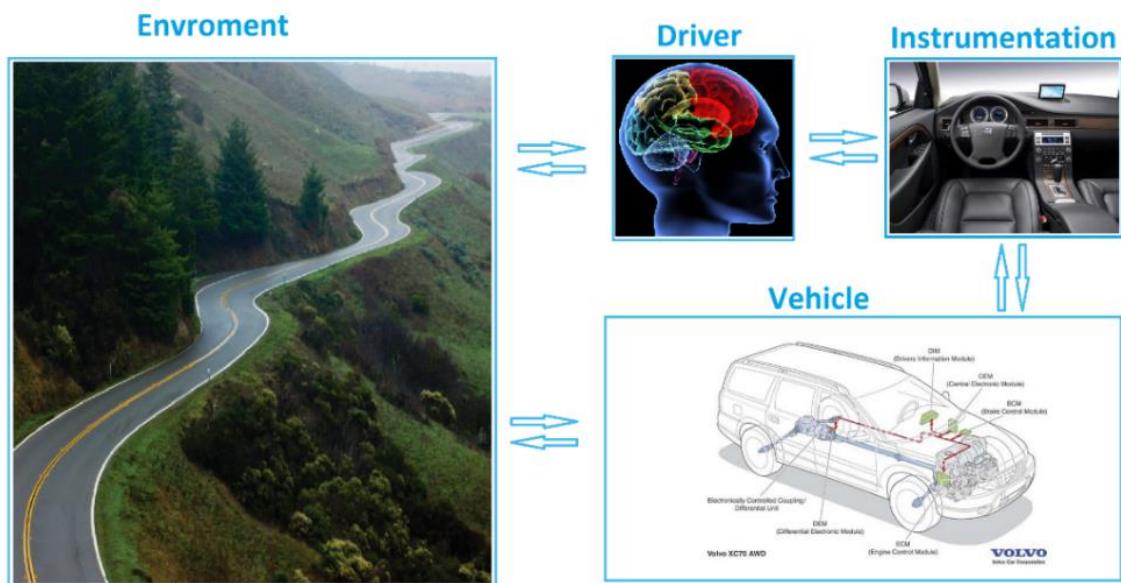 Enviroment
Driver
Instrumentation
Vehicle
DIM
(Drivers Information Module)
CEM
(Central Electronic Module)
BCM
(Brake Control Module)
Electronically Controlled Coupling/
Differential Unit
DEM
(Differential Electronic Module)
ECM
(Engine Control Module)
Volvo XC70 AWD
VOLVO
Volvo Car Corporation